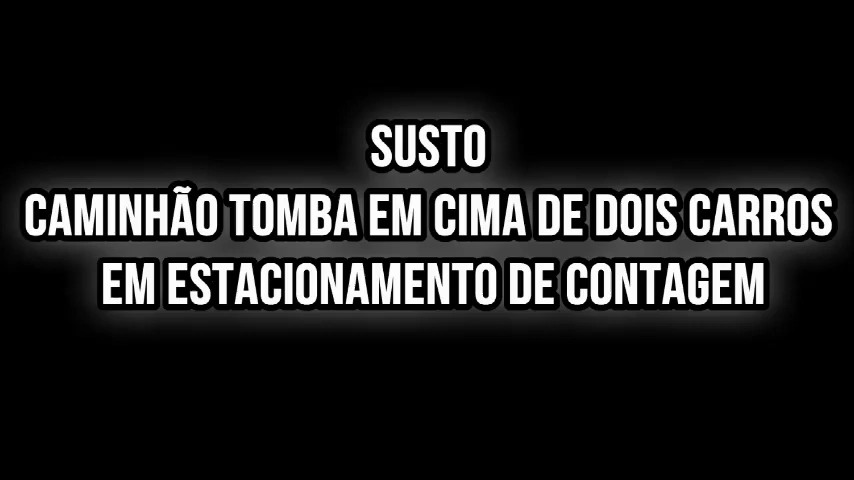 SUSTO
CAMINHÃO TOMBA EM CIMA DE DOIS CARROS
EM ESTACIONAMENTO DE CONTAGEM